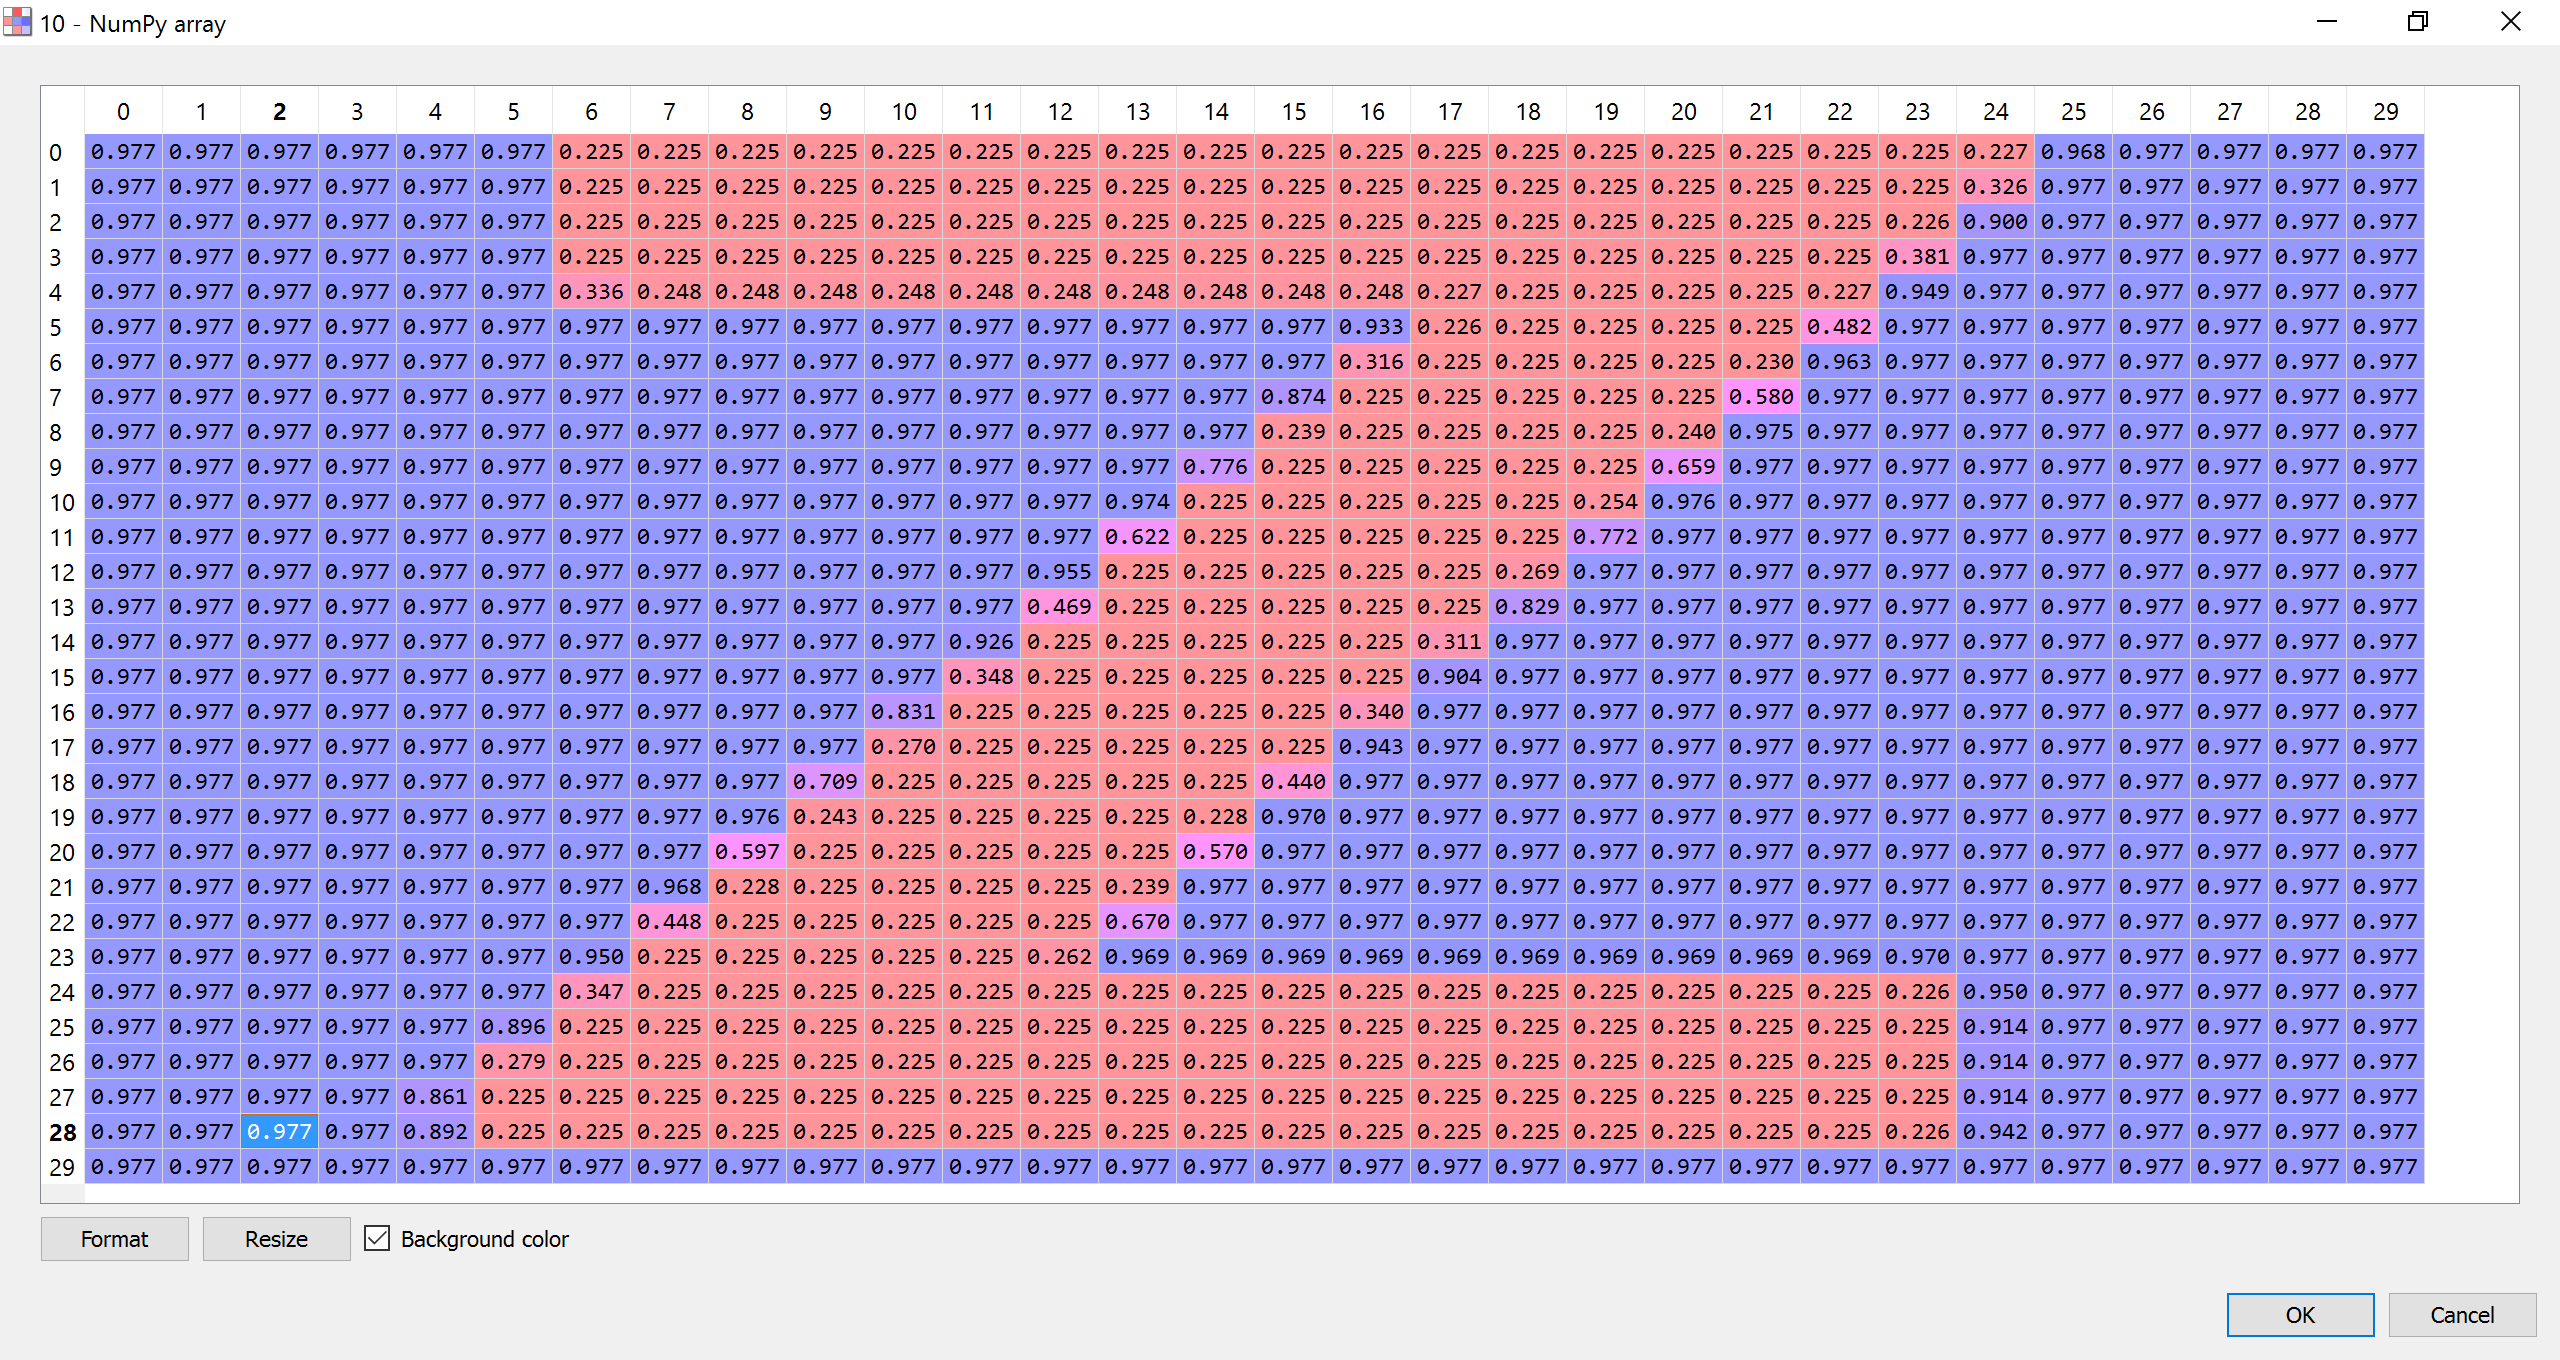 10 - NumPy array
0 1 2 3 4 5 6 7 8 9 10 11 12 13 14 15 16 17 18 19 20 21 22 23 24 25 26 27 28 29
0 0.977 0.977 0.977 0.977 0.977 0.977 0.225 0.225 0.225 0.225 0.225 0.225 0.225 0.225 0.225 0.225 0.225 0.225 0.225 0.225 0.225 0.225 0.225 0.225 0.227 0.968 0.977 0.977 0.977 0.977
1 0.977 0.977 0.977 0.977 0.977 0.977 0.225 0.225 0.225 0.225 0.225 0.225 0.225 0.225 0.225 0.225 0.225 0.225 0.225 0.225 0.225 0.225 0.225 0.225 0.326 0.977 0.977 0.977 0.977 0.977
2 0.977 0.977 0.977 0.977 0.977 0.977 0.225 0.225 0.225 0.225 0.225 0.225 0.225 0.225 0.225 0.225 0.225 0.225 0.225 0.225 0.225 0.225 0.225 0.226 0.900 0.977 0.977 0.977 0.977 0.977
3 0.977 0.977 0.977 0.977 0.977 0.977 0.225 0.225 0.225 0.225 0.225 0.225 0.225 0.225 0.225 0.225 0.225 0.225 0.225 0.225 0.225 0.225 0.225 0.381 0.977 0.977 0.977 0.977 0.977 0.977
4 0.977 0.977 0.977 0.977 0.977 0.977 0.336 0.248 0.248 0.248 0.248 0.248 0.248 0.248 0.248 0.248 0.248 0.227 0.225 0.225 0.225 0.225 0.227 0.949 0.977 0.977 0.977 0.977 0.977 0.977
5 0.977 0.977 0.977 0.977 0.977 0.977 0.977 0.977 0.977 0.977 0.977 0.977 0.977 0.977 0.977 0.977 0.933 0.226 0.225 0.225 0.225 0.225 0.482 0.977 0.977 0.977 0.977 0.977 0.977 0.977
6 0.977 0.977 0.977 0.977 0.977 0.977 0.977 0.977 0.977 0.977 0.977 0.977 0.977 0.977 0.977 0.977 0.316 0.225 0.225 0.225 0.225 0.230 0.963 0.977 0.977 0.977 0.977 0.977 0.977 0.977
7 0.977 0.977 0.977 0.977 0.977 0.977 0.977 0.977 0.977 0.977 0.977 0.977 0.977 0.977 0.977 0.874 0.225 0.225 0.225 0.225 0.225 0.580 0.977 0.977 0.977 0.977 0.977 0.977 0.977 0.977
8 0.977 0.977 0.977 0.977 0.977 0.977 0.977 0.977 0.977 0.977 0.977 0.977 0.977 0.977 0.977 0.239 0.225 0.225 0.225 0.225 0.240 0.975 0.977 0.977 0.977 0.977 0.977 0.977 0.977 0.977
9 0.977 0.977 0.977 0.977 0.977 0.977 0.977 0.977 0.977 0.977 0.977 0.977 0.977 0.977 0.776 0.225 0.225 0.225 0.225 0.225 0.659 0.977 0.977 0.977 0.977 0.977 0.977 0.977 0.977 0.977
10 0.977 0.977 0.977 0.977 0.977 0.977 0.977 0.977 0.977 0.977 0.977 0.977 0.977 0.974 0.225 0.225 0.225 0.225 0.225 0.254 0.976 0.977 0.977 0.977 0.977 0.977 0.977 0.977 0.977 0.977
11 0.977 0.977 0.977 0.977 0.977 0.977 0.977 0.977 0.977 0.977 0.977 0.977 0.977 0.622 0.225 0.225 0.225 0.225 0.225 0.772 0.977 0.977 0.977 0.977 0.977 0.977 0.977 0.977 0.977 0.977
12 0.977 0.977 0.977 0.977 0.977 0.977 0.977 0.977 0.977 0.977 0.977 0.977 0.955 0.225 0.225 0.225 0.225 0.225 0.269 0.977 0.977 0.977 0.977 0.977 0.977 0.977 0.977 0.977 0.977 0.977
13 0.977 0.977 0.977 0.977 0.977 0.977 0.977 0.977 0.977 0.977 0.977 0.977 0.469 0.225 0.225 0.225 0.225 0.225 0.829 0.977 0.977 0.977 0.977 0.977 0.977 0.977 0.977 0.977 0.977 0.977
14 0.977 0.977 0.977 0.977 0.977 0.977 0.977 0.977 0.977 0.977 0.977 0.926 0.225 0.225 0.225 0.225 0.225 0.311 0.977 0.977 0.977 0.977 0.977 0.977 0.977 0.977 0.977 0.977 0.977 0.977
15 0.977 0.977 0.977 0.977 0.977 0.977 0.977 0.977 0.977 0.977 0.977 0.348 0.225 0.225 0.225 0.225 0.225 0.904 0.977 0.977 0.977 0.977 0.977 0.977 0.977 0.977 0.977 0.977 0.977 0.977
16 0.977 0.977 0.977 0.977 0.977 0.977 0.977 0.977 0.977 0.977 0.831 0.225 0.225 0.225 0.225 0.225 0.340 0.977 0.977 0.977 0.977 0.977 0.977 0.977 0.977 0.977 0.977 0.977 0.977 0.977
17 0.977 0.977 0.977 0.977 0.977 0.977 0.977 0.977 0.977 0.977 0.270 0.225 0.225 0.225 0.225 0.225 0.943 0.977 0.977 0.977 0.977 0.977 0.977 0.977 0.977 0.977 0.977 0.977 0.977 0.977
18 0.977 0.977 0.977 0.977 0.977 0.977 0.977 0.977 0.977 0.709 0.225 0.225 0.225 0.225 0.225 0.440 0.977 0.977 0.977 0.977 0.977 0.977 0.977 0.977 0.977 0.977 0.977 0.977 0.977 0.977
19 0.977 0.977 0.977 0.977 0.977 0.977 0.977 0.977 0.976 0.243 0.225 0.225 0.225 0.225 0.228 0.970 0.977 0.977 0.977 0.977 0.977 0.977 0.977 0.977 0.977 0.977 0.977 0.977 0.977 0.977
20 0.977 0.977 0.977 0.977 0.977 0.977 0.977 0.977 0.597 0.225 0.225 0.225 0.225 0.225 0.570 0.977 0.977 0.977 0.977 0.977 0.977 0.977 0.977 0.977 0.977 0.977 0.977 0.977 0.977 0.977
21 0.977 0.977 0.977 0.977 0.977 0.977 0.977 0.968 0.228 0.225 0.225 0.225 0.225 0.239 0.977 0.977 0.977 0.977 0.977 0.977 0.977 0.977 0.977 0.977 0.977 0.977 0.977 0.977 0.977 0.977
22 0.977 0.977 0.977 0.977 0.977 0.977 0.977 0.448 0.225 0.225 0.225 0.225 0.225 0.670 0.977 0.977 0.977 0.977 0.977 0.977 0.977 0.977 0.977 0.977 0.977 0.977 0.977 0.977 0.977 0.977
23 0.977 0.977 0.977 0.977 0.977 0.977 0.950 0.225 0.225 0.225 0.225 0.225 0.262 0.969 0.969 0.969 0.969 0.969 0.969 0.969 0.969 0.969 0.969 0.970 0.977 0.977 0.977 0.977 0.977 0.977
24 0.977 0.977 0.977 0.977 0.977 0.977 0.347 0.225 0.225 0.225 0.225 0.225 0.225 0.225 0.225 0.225 0.225 0.225 0.225 0.225 0.225 0.225 0.225 0.226 0.950 0.977 0.977 0.977 0.977 0.977
25 0.977 0.977 0.977 0.977 0.977 0.896 0.225 0.225 0.225 0.225 0.225 0.225 0.225 0.225 0.225 0.225 0.225 0.225 0.225 0.225 0.225 0.225 0.225 0.225 0.914 0.977 0.977 0.977 0.977 0.977
26 0.977 0.977 0.977 0.977 0.977 0.279 0.225 0.225 0.225 0.225 0.225 0.225 0.225 0.225 0.225 0.225 0.225 0.225 0.225 0.225 0.225 0.225 0.225 0.225 0.914 0.977 0.977 0.977 0.977 0.977
27 0.977 0.977 0.977 0.977 0.861 0.225 0.225 0.225 0.225 0.225 0.225 0.225 0.225 0.225 0.225 0.225 0.225 0.225 0.225 0.225 0.225 0.225 0.225 0.225 0.914 0.977 0.977 0.977 0.977 0.977
28 0.977 0.977 0.977 0.977 0.892 0.225 0.225 0.225 0.225 0.225 0.225 0.225 0.225 0.225 0.225 0.225 0.225 0.225 0.225 0.225 0.225 0.225 0.225 0.226 0.942 0.977 0.977 0.977 0.977 0.977
29 0.977 0.977 0.977 0.977 0.977 0.977 0.977 0.977 0.977 0.977 0.977 0.977 0.977 0.977 0.977 0.977 0.977 0.977 0.977 0.977 0.977 0.977 0.977 0.977 0.977 0.977 0.977 0.977 0.977 0.977
Format Resize Background color
OK Cancel